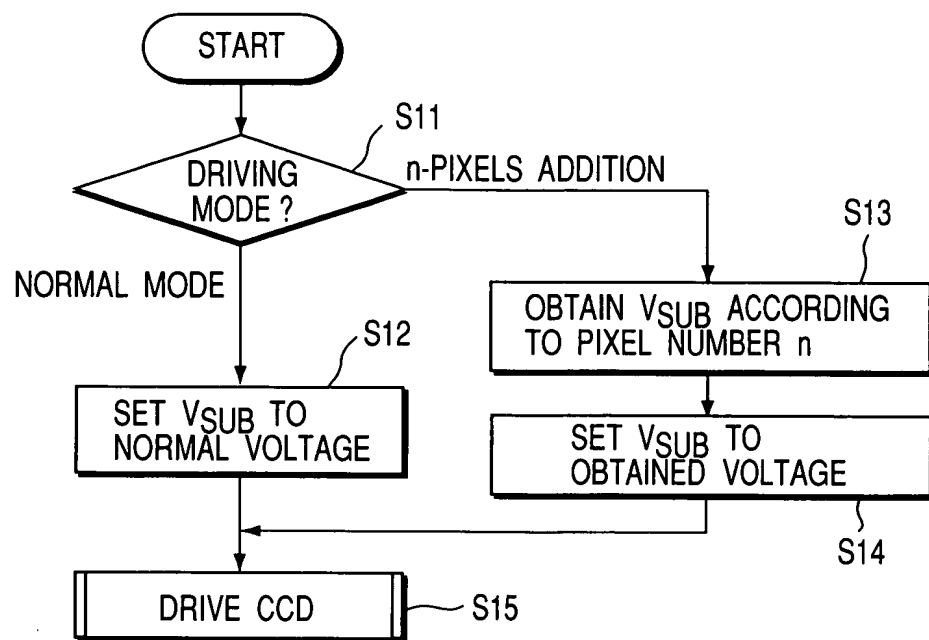 START
S11
DRIVING
MODE ?
n-PIXELS ADDITION
NORMAL MODE
S13
OBTAIN VSUB ACCORDING
TO PIXEL NUMBER n
S12
SET VSUB TO
NORMAL VOLTAGE
SET VSUB TO
OBTAINED VOLTAGE
S14
DRIVE CCD
S15